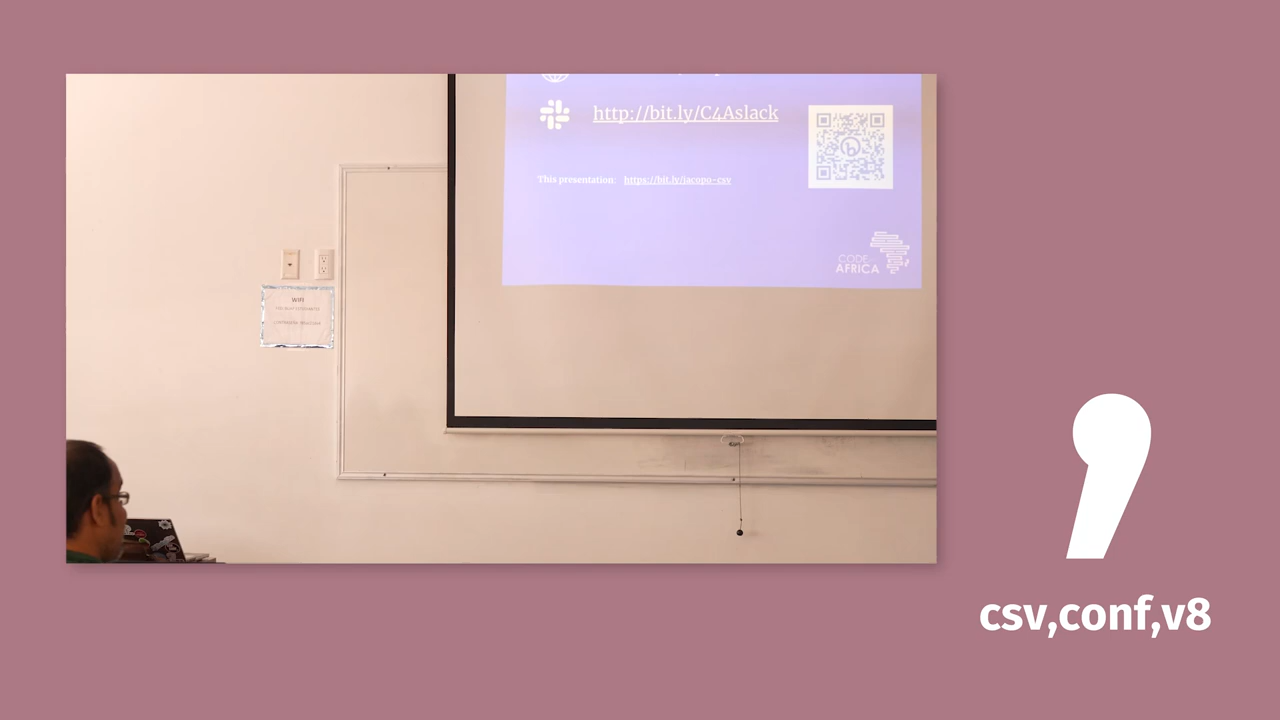 http://bit.ly/C4Aslack
This presentation: https://bit.ly/jacopo-csv
CODE
AFRICA
WIFI
csv,conf,v8